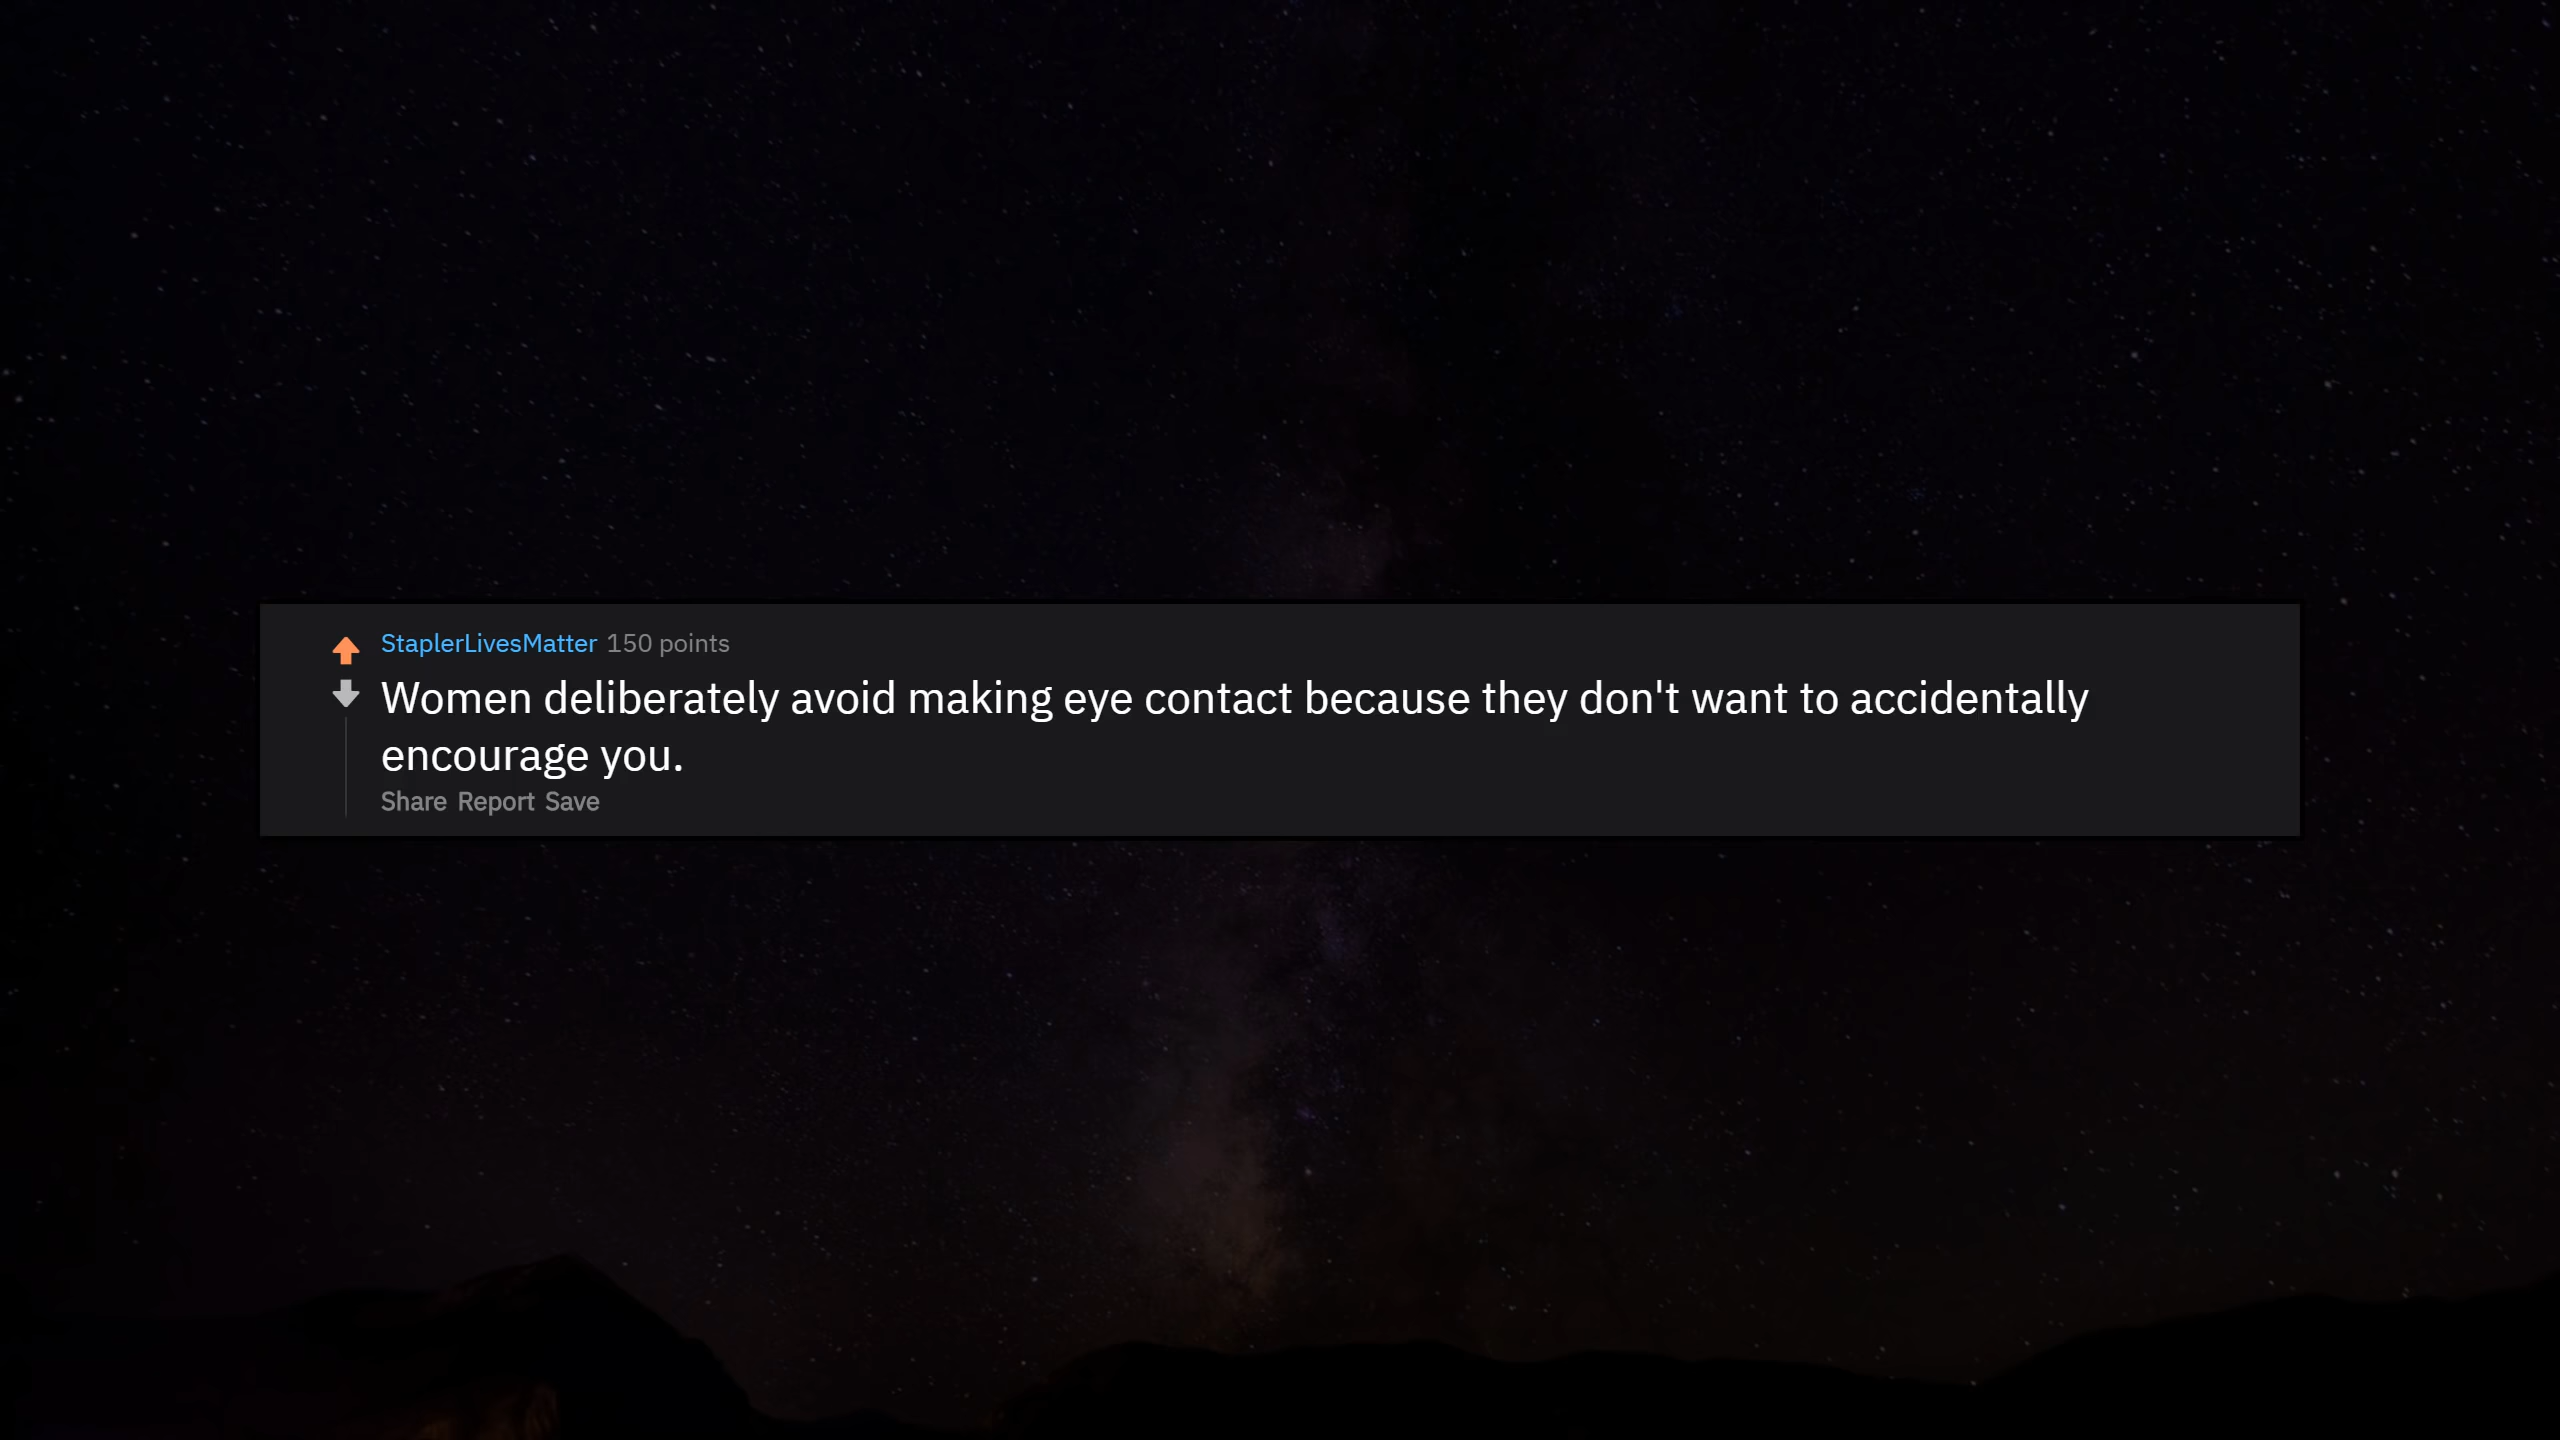 StaplerLivesMatter 150 points
Women deliberately avoid making eye contact because they don't want to accidentally
encourage you.
Share Report Save